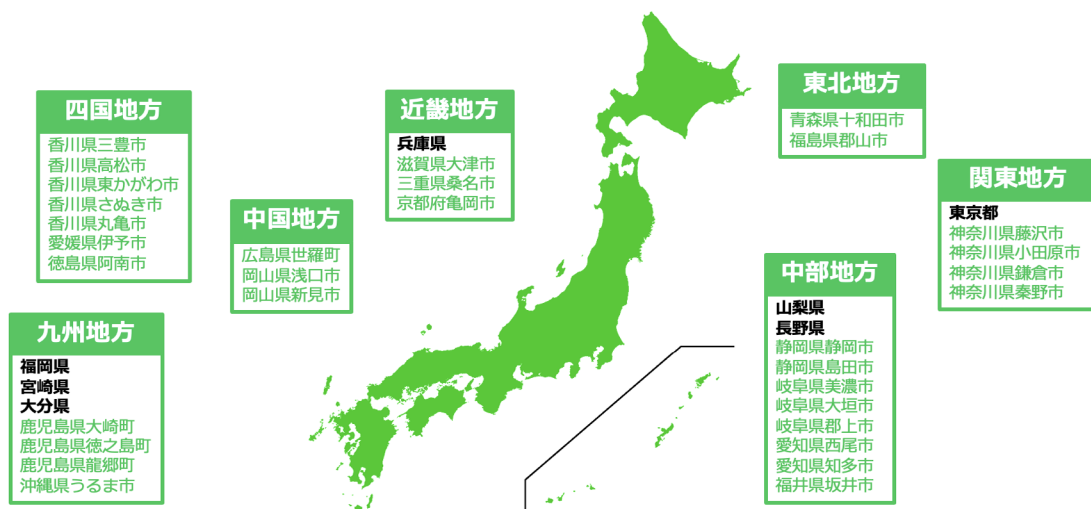 四国地方
香川県三豊市
香川県高松市
香川県東かがわ市
香川県さぬき市
香川県丸亀市
愛媛県伊予市
徳島県阿南市
近畿地方
兵庫県
滋賀県大津市
三重県桑名市
京都府亀岡市
東北地方
青森県十和田市
福島県郡山市
関東地方
東京都
神奈川県藤沢市
神奈川県小田原市
神奈川県鎌倉市
神奈川県秦野市
中国地方
広島県世羅町
岡山県浅口市
岡山県新見市
中部地方
山梨県
長野県
静岡県静岡市
静岡県島田市
岐阜県美濃市
岐阜県大垣市
岐阜県郡上市
愛知県西尾市
愛知県知多市
福井県坂井市
九州地方
福岡県
宮崎県
大分県
鹿児島県大崎町
鹿児島県徳之島町
鹿児島県龍郷町
沖縄県うるま市